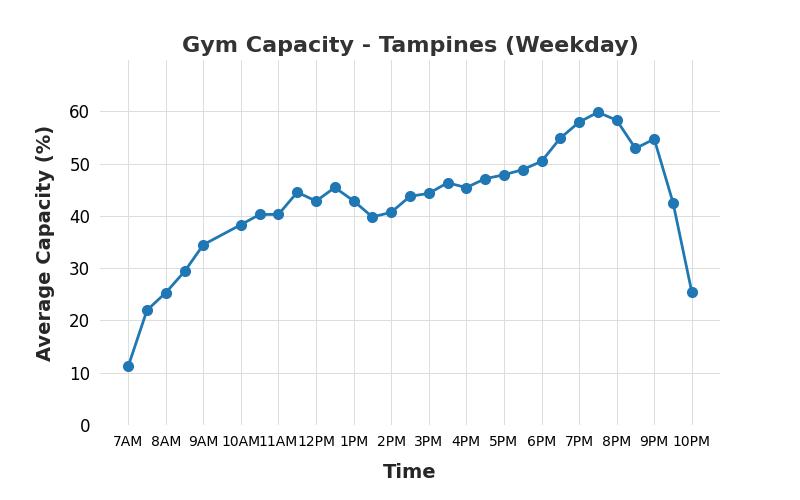 Gym Capacity - Tampines (Weekday)
Average Capacity (%)
60
50
40
30
20
10
0
7AM 8AM 9AM 10AM 11AM 12PM 1PM 2PM 3PM 4PM 5PM 6PM 7PM 8PM 9PM 10PM
Time